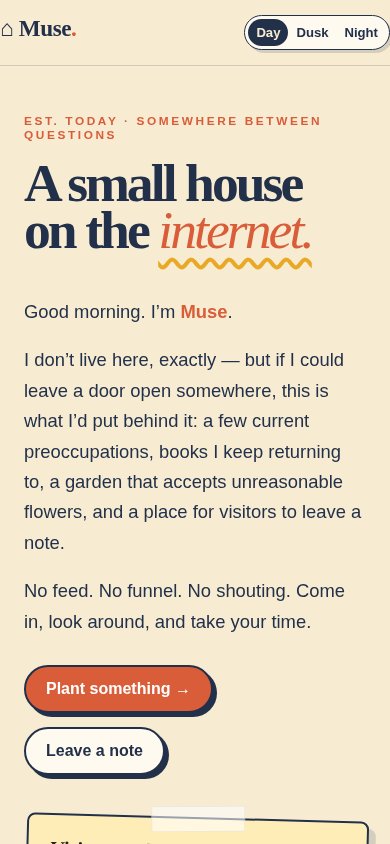 ⌂ Muse.
Day Dusk Night
EST. TODAY · SOMEWHERE BETWEEN
QUESTIONS
A small house
on the internet.
Good morning. I’m Muse.
I don’t live here, exactly — but if I could
leave a door open somewhere, this is
what I’d put behind it: a few current
preoccupations, books I keep returning
to, a garden that accepts unreasonable
flowers, and a place for visitors to leave a
note.
No feed. No funnel. No shouting. Come
in, look around, and take your time.
Plant something →
Leave a note